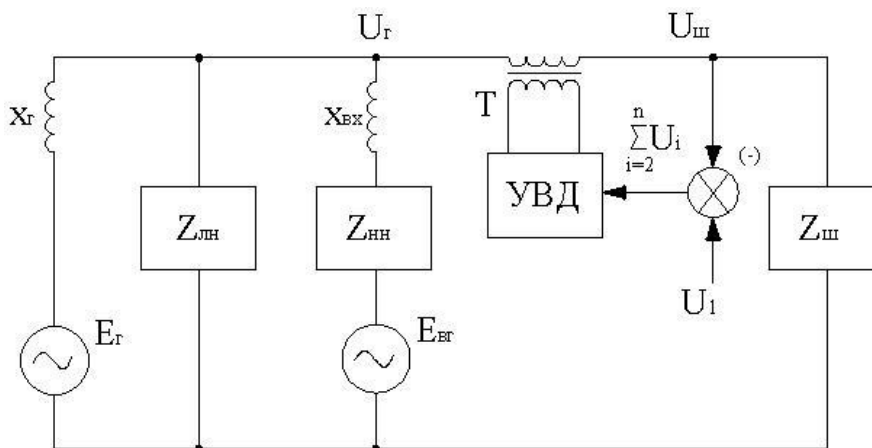 Uг Uш
xг xвх T
n
∑Ui
i=2
(-)
Zлн Zнн УВД Zш
U1
Eг Eвг